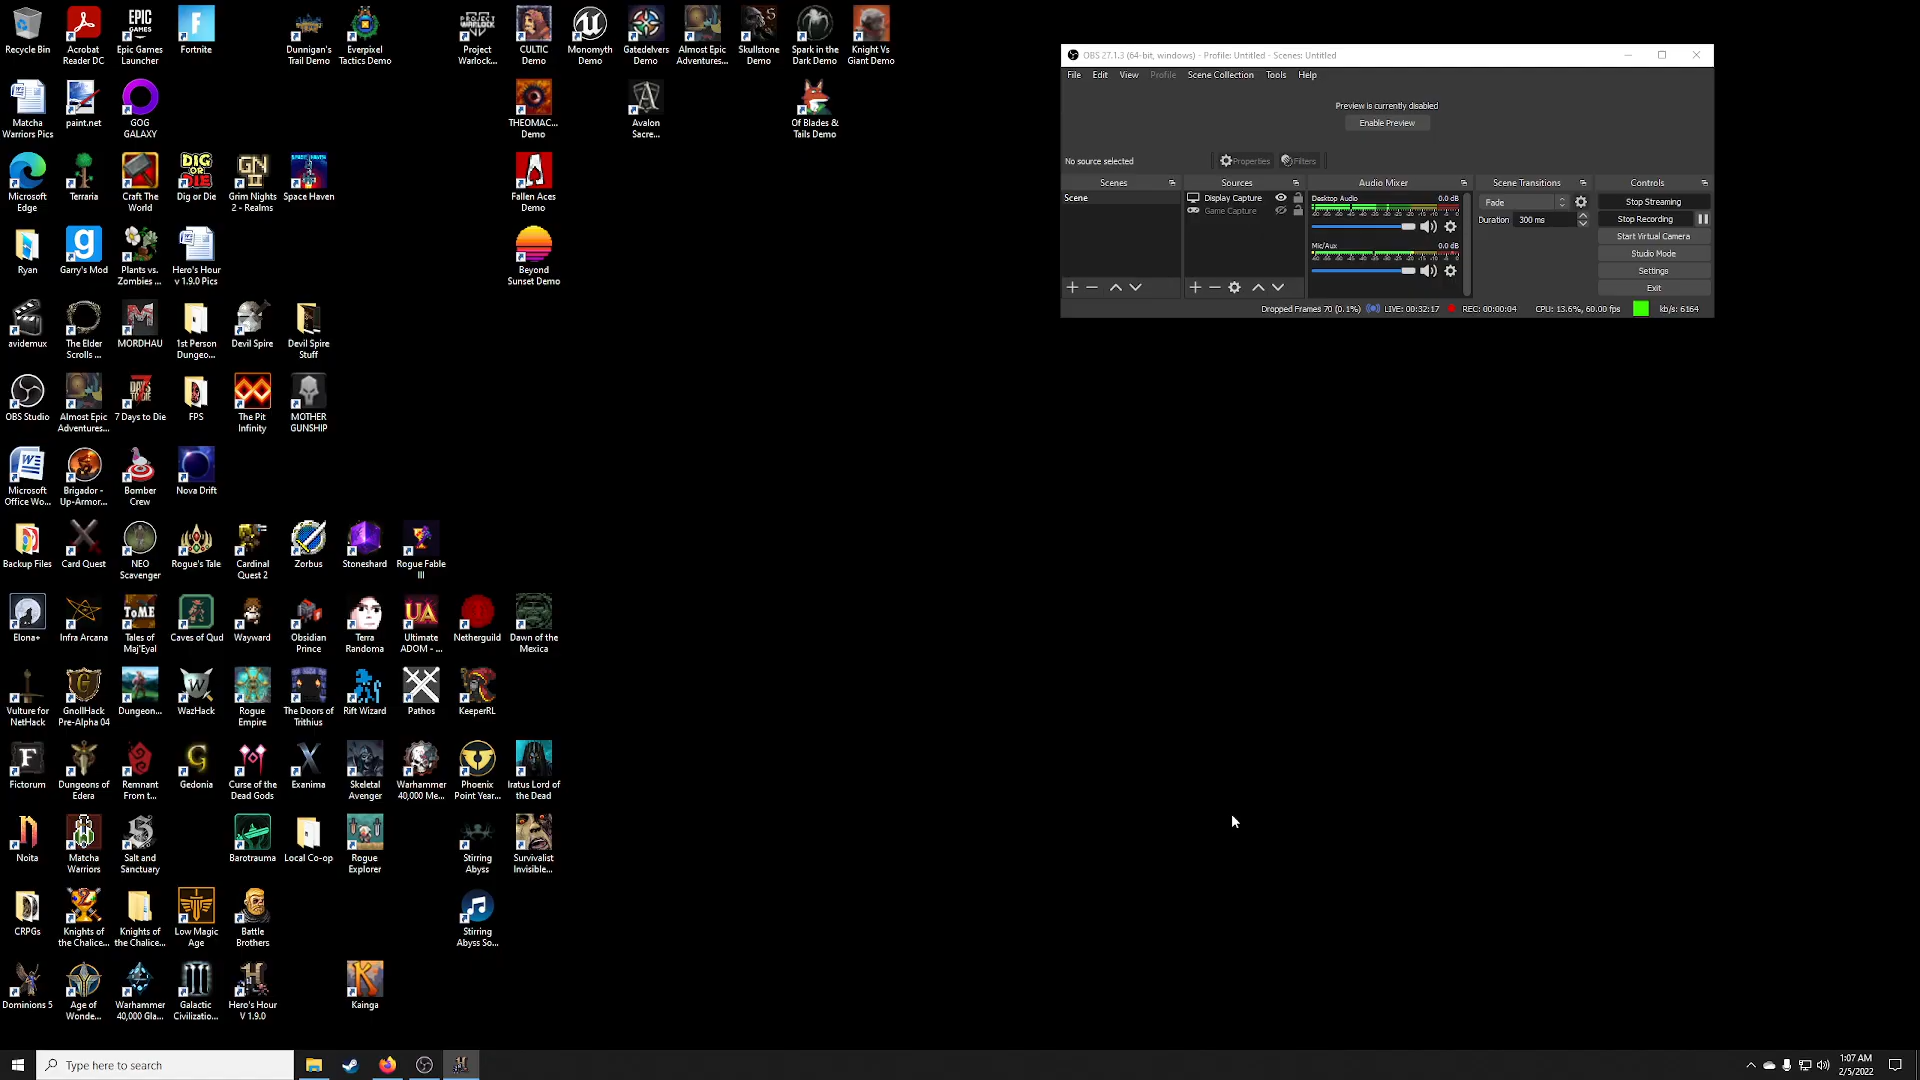 Recycle Bin
Acrobat Reader DC
Epic Games Launcher
Fortnite
Dunnigan's Trail Demo
Everpixel Tactics Demo
Project Warlock...
CULTIC Demo
Monomyth Demo
Gatedelvers Demo
Almost Epic Adventures...
Skullstone Demo
Spark in the Dark Demo
Knight Vs Giant Demo
Matcha Warriors Pics
paint.net
GOG GALAXY
THEOMAC... Demo
Avalon Sacre...
Of Blades & Tails Demo
Microsoft Edge
Terraria
Craft The World
Dig or Die
Grim Nights 2 - Realms
Space Haven
Fallen Aces Demo
Ryan
Garry's Mod
Plants vs. Zombies ...
Hero's Hour v 1.9.0 Pics
Beyond Sunset Demo
avidemux
The Elder Scrolls ...
MORDHAU
1st Person Dungeo...
Devil Spire
Devil Spire Stuff
OBS Studio
Almost Epic Adventures...
7 Days to Die
FPS
The Pit Infinity
MOTHER GUNSHIP
Microsoft Office Wo...
Brigador - Up-Armor...
Bomber Crew
Nova Drift
Backup Files
Card Quest
NEO Scavenger
Rogue's Tale
Cardinal Quest 2
Zorbus
Stoneshard
Rogue Fable III
Elona+
Infra Arcana
Tales of Maj'Eyal
Caves of Qud
Wayward
Obsidian Prince
Terra Randoma
Ultimate ADOM - ...
Netherguild
Dawn of the Mexica
Vulture for NetHack
GnollHack Pre-Alpha 04
Dungeon...
WazHack
Rogue Empire
The Doors of Trithius
Rift Wizard
Pathos
KeeperRL
Fictorum
Dungeons of Edera
Remnant From t...
Gedonia
Curse of the Dead Gods
Exanima
Skeletal Avenger
Warhammer 40,000 Me...
Phoenix Point Year...
Iratus Lord of the Dead
Noita
Matcha Warriors
Salt and Sanctuary
Barotrauma
Local Co-op
Rogue Explorer
Stirring Abyss
Survivalist Invisible...
CRPGs
Knights of the Chalice...
Knights of the Chalice...
Low Magic Age
Battle Brothers
Stirring Abyss So...
Dominions 5
Age of Wonde...
Warhammer 40,000 Gla...
Galactic Civilizatio...
Hero's Hour V 1.9.0
Kainga
OBS 27.1.3 (64-bit, windows) - Profile: Untitled - Scenes: Untitled
File Edit View Profile Scene Collection Tools Help
Preview is currently disabled
Enable Preview
No source selected
Properties
Filters
Scenes
Sources
Audio Mixer
Scene Transitions
Controls
Scene
Display Capture
Game Capture
Desktop Audio 0.0 dB
Mic/Aux 0.0 dB
Fade
Duration 300 ms
Stop Streaming
Stop Recording
Start Virtual Camera
Studio Mode
Settings
Exit
Dropped Frames 70 (0.1%) LIVE: 00:32:17 REC: 00:00:04 CPU: 13.6%, 60.00 fps kb/s: 6164
Type here to search
1:07 AM
2/5/2022